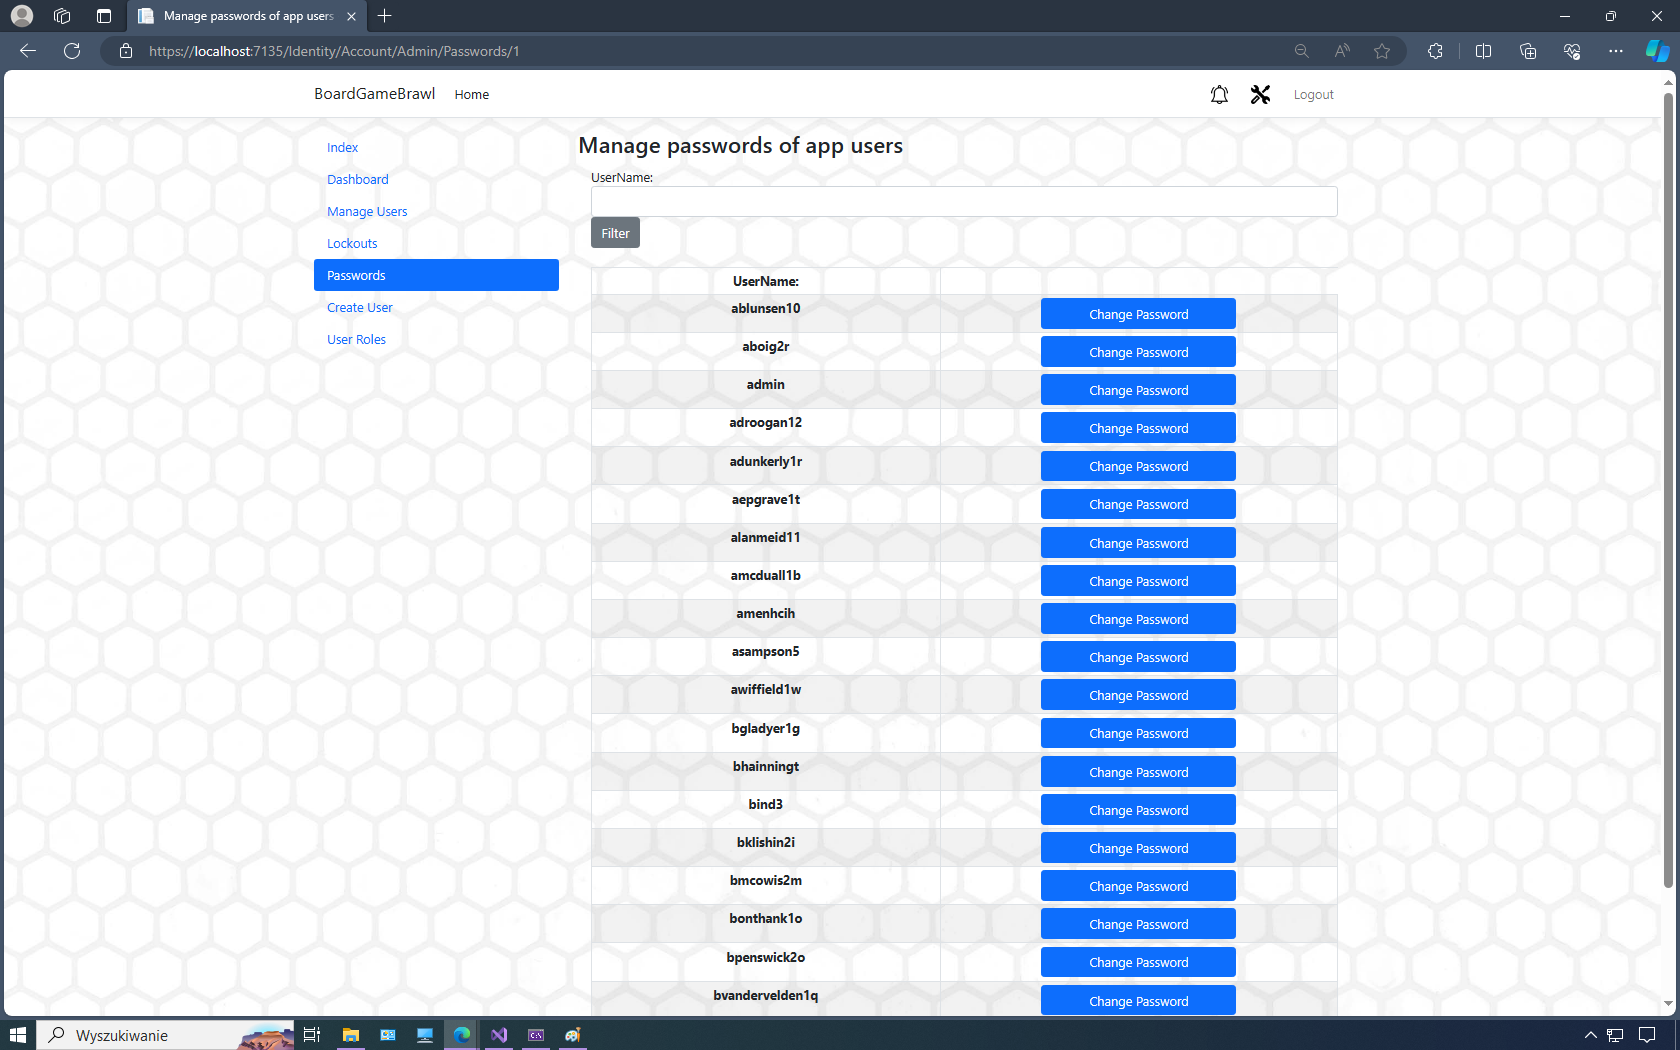 Manage passwords of app users
https://localhost:7135/Identity/Account/Admin/Passwords/1
BoardGameBrawl Home Logout
Index
Dashboard
Manage Users
Lockouts
Passwords
Create User
User Roles
Manage passwords of app users
UserName:
Filter
UserName:
ablunsen10 Change Password
aboig2r Change Password
admin Change Password
adroogan12 Change Password
adunkerly1r Change Password
aepgrave1t Change Password
alanmeid11 Change Password
amcduall1b Change Password
amenhcih Change Password
asampson5 Change Password
awiffield1w Change Password
bgladyer1g Change Password
bhainningt Change Password
bind3 Change Password
bklishin2i Change Password
bmcowis2m Change Password
bonthank1o Change Password
bpenswick2o Change Password
bvandervelden1q Change Password
Wyszukiwanie